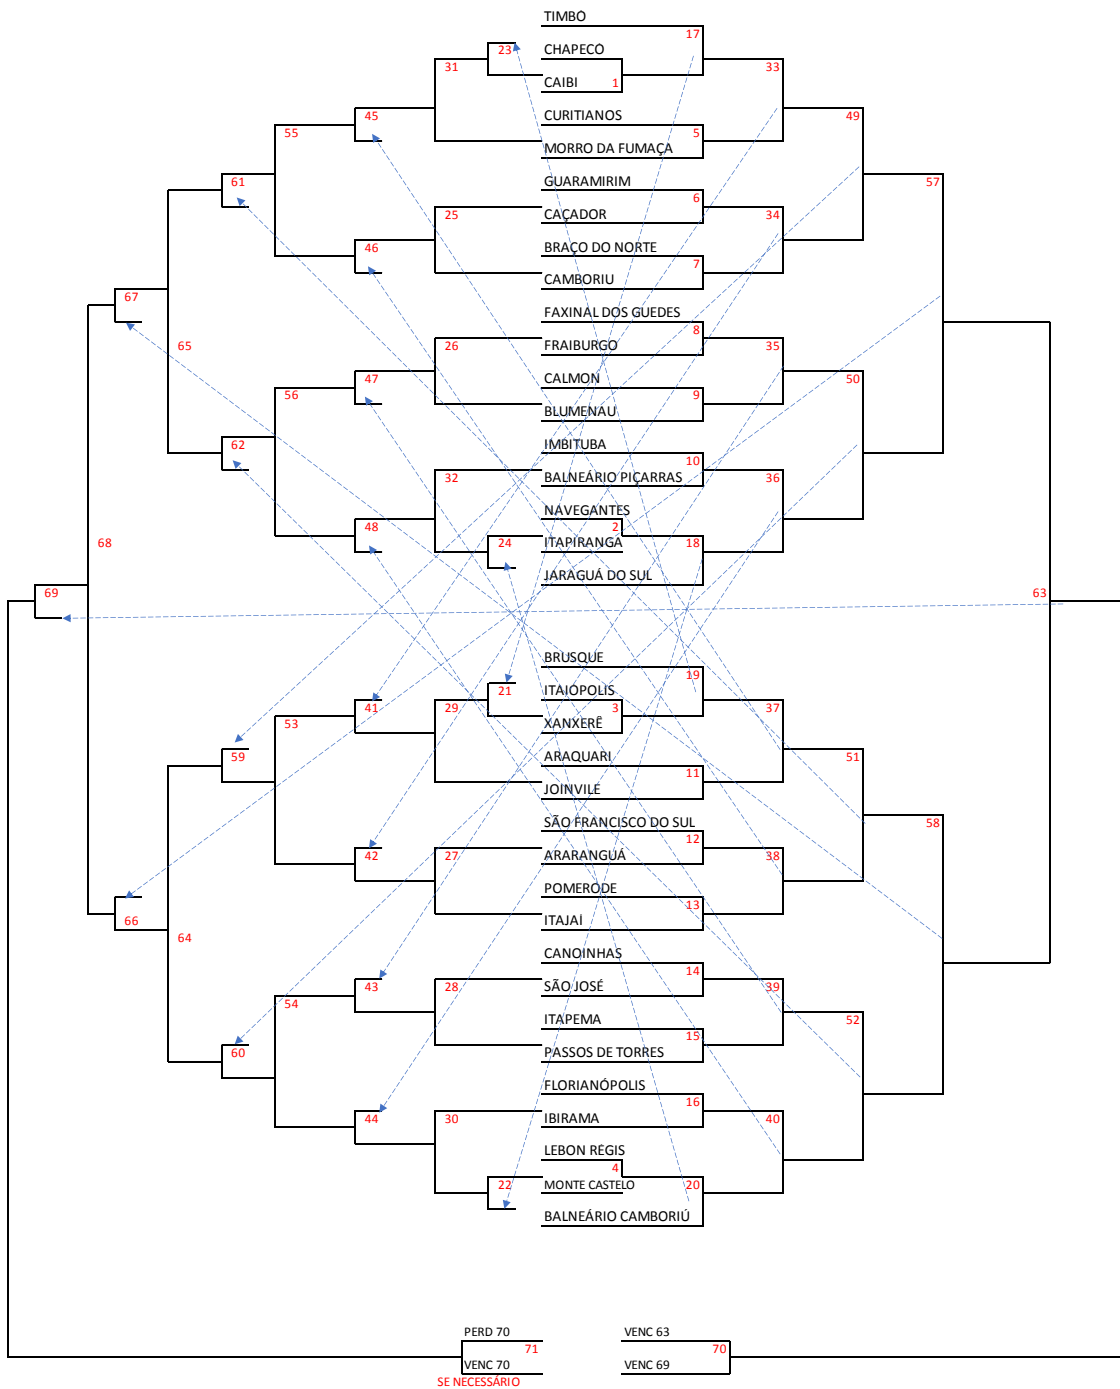 TIMBÓ
17
CHAPECÓ
23
31
33
CAIBI
1
CURITIANOS
45
49
55
5
MORRO DA FUMAÇA
GUARAMIRIM
61
57
6
CAÇADOR
25
34
BRAÇO DO NORTE
46
7
CAMBORIU
67
FAXINAL DOS GUEDES
8
FRAIBURGO
65
26
35
CALMON
47
50
56
9
BLUMENAU
IMBITUBA
62
10
BALNEÁRIO PIÇARRAS
32
36
NAVEGANTES
48
2
ITAPIRANGA
68
24
18
JARAGUÁ DO SUL
69
63
BRUSQUE
19
ITAIÓPOLIS
21
41
29
3
37
XANXERÊ
53
ARAQUARI
59
51
11
JOINVILE
SÃO FRANCISCO DO SUL
58
12
ARARANGUÁ
42
27
38
POMERODE
13
ITAJAÍ
66
64
CANOINHAS
14
SÃO JOSÉ
43
28
39
54
ITAPEMA
52
15
PASSOS DE TORRES
60
FLORIANÓPOLIS
16
IBIRAMA
44
30
40
LEBON RÉGIS
4
MONTE CASTELO
22
20
BALNEÁRIO CAMBORIÚ
PERD 70
VENC 63
71
70
VENC 70
VENC 69
SE NECESSÁRIO